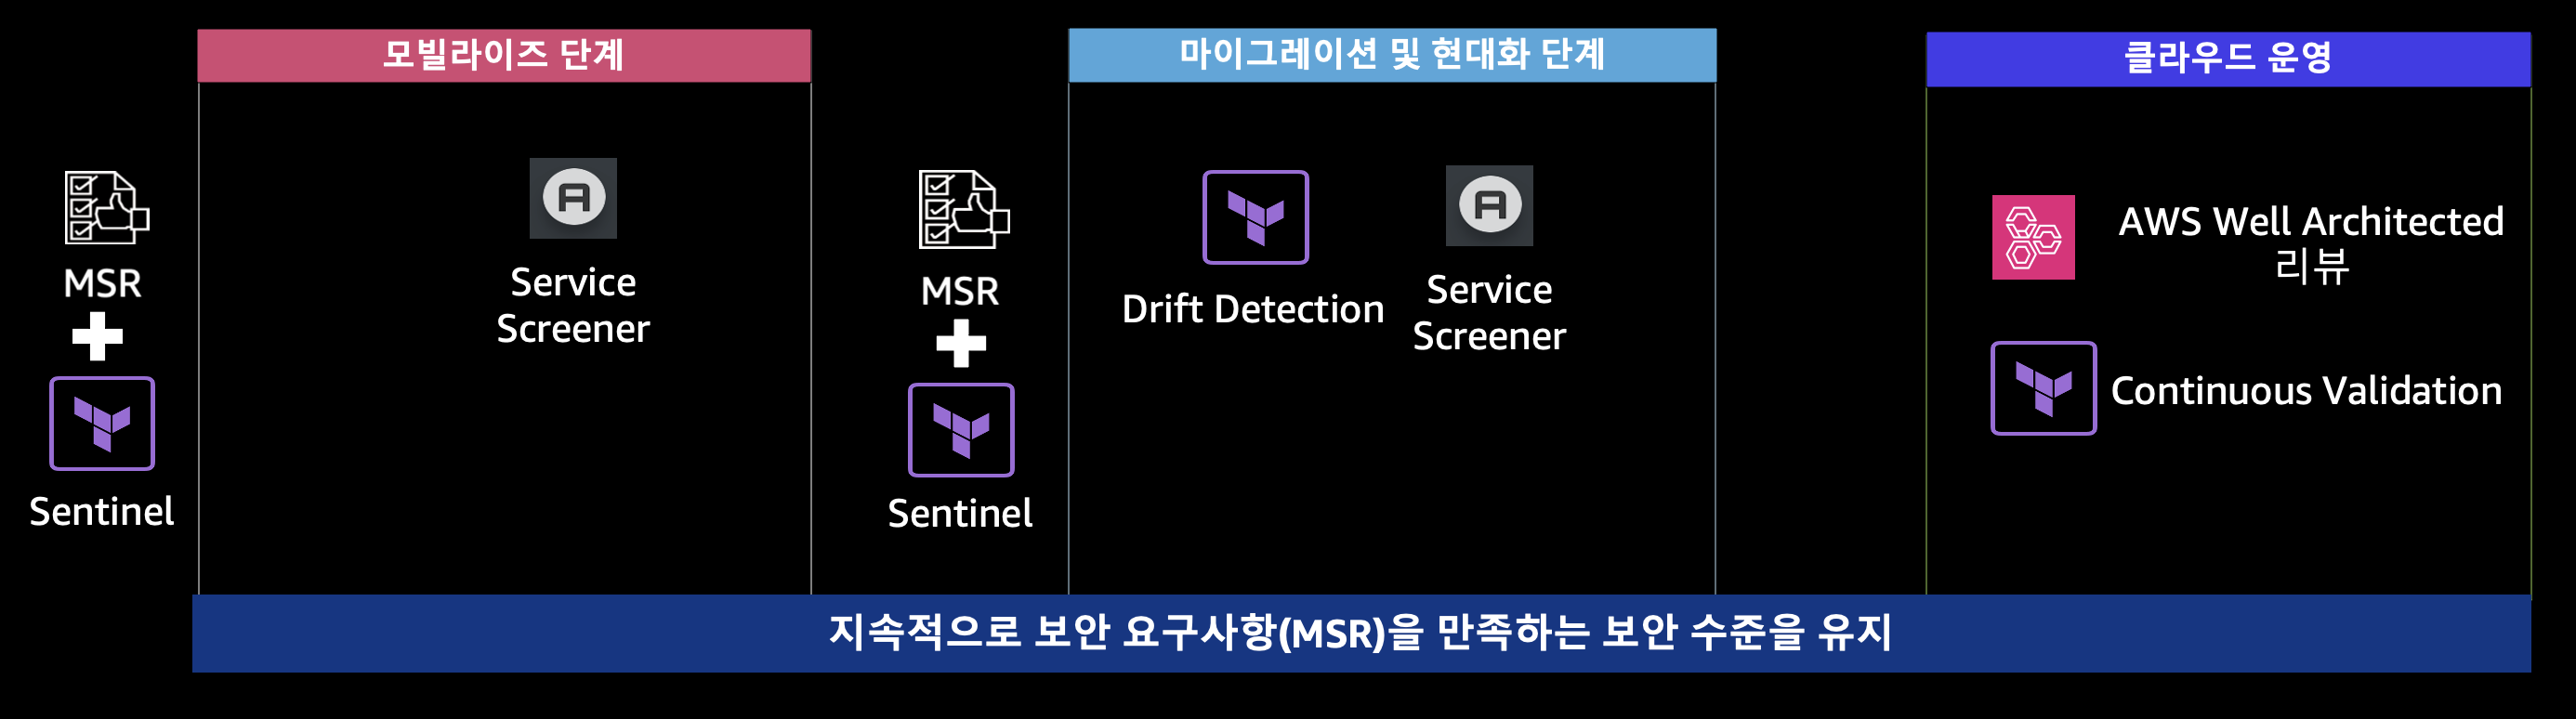 모빌라이즈 단계
마이그레이션 및 현대화 단계
클라우드 운영
MSR
Sentinel
Service
Screener
MSR
Sentinel
Drift Detection
Service
Screener
AWS Well Architected
리뷰
Continuous Validation
지속적으로 보안 요구사항(MSR)을 만족하는 보안 수준을 유지